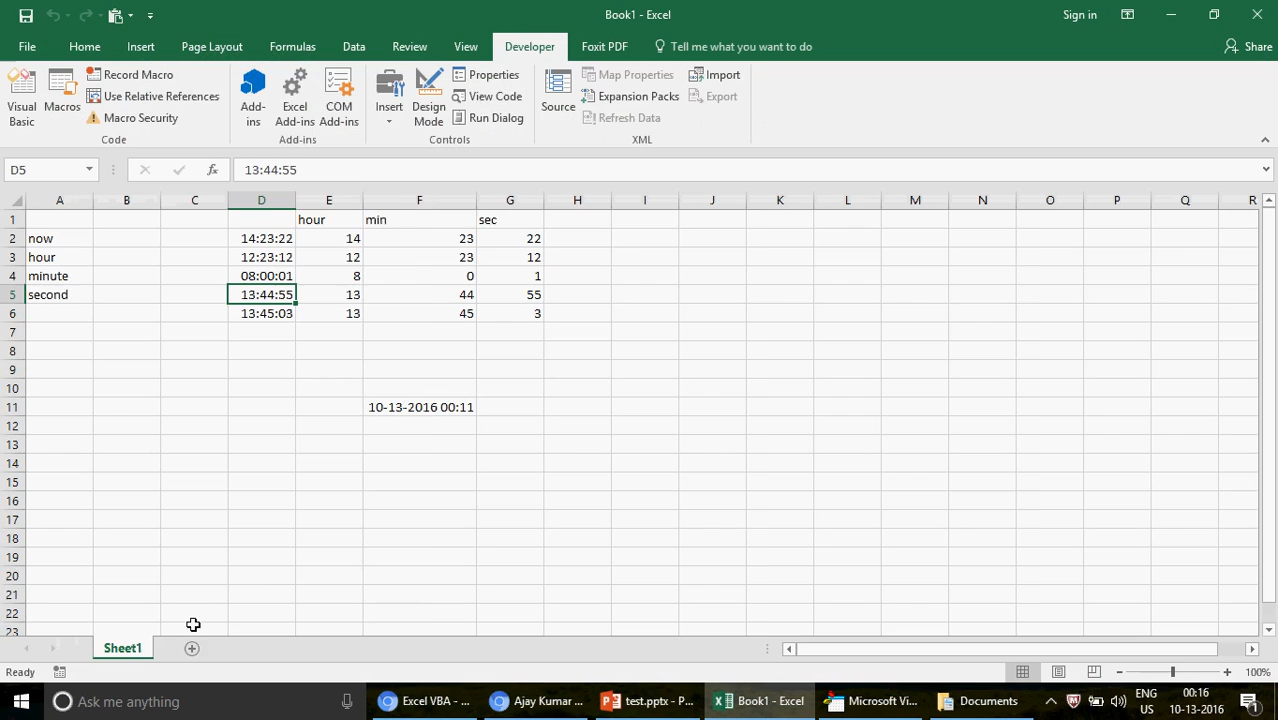 Book1 - Excel
Sign in
File Home Insert Page Layout Formulas Data Review View Developer Foxit PDF Tell me what you want to do Share
Visual Basic
Macros
Record Macro
Use Relative References
Macro Security
Code
Add-ins
Excel Add-ins
COM Add-ins
Add-ins
Insert
Design Mode
Properties
View Code
Run Dialog
Controls
Source
Map Properties
Expansion Packs
Refresh Data
Import
Export
XML
D5 fx 13:44:55
A B C D E F G H I J K L M N O P Q R
1 hour min sec
2 now 14:23:22 14 23 22
3 hour 12:23:12 12 23 12
4 minute 08:00:01 8 0 1
5 second 13:44:55 13 44 55
6 13:45:03 13 45 3
7
8
9
10
11 10-13-2016 00:11
12
13
14
15
16
17
18
19
20
21
22
23
Sheet1
Ready 100%
Ask me anything
Excel VBA - ...
Ajay Kumar ...
test.pptx - P...
Book1 - Excel
Microsoft Vi...
Documents
ENG
US
00:16
10-13-2016
1